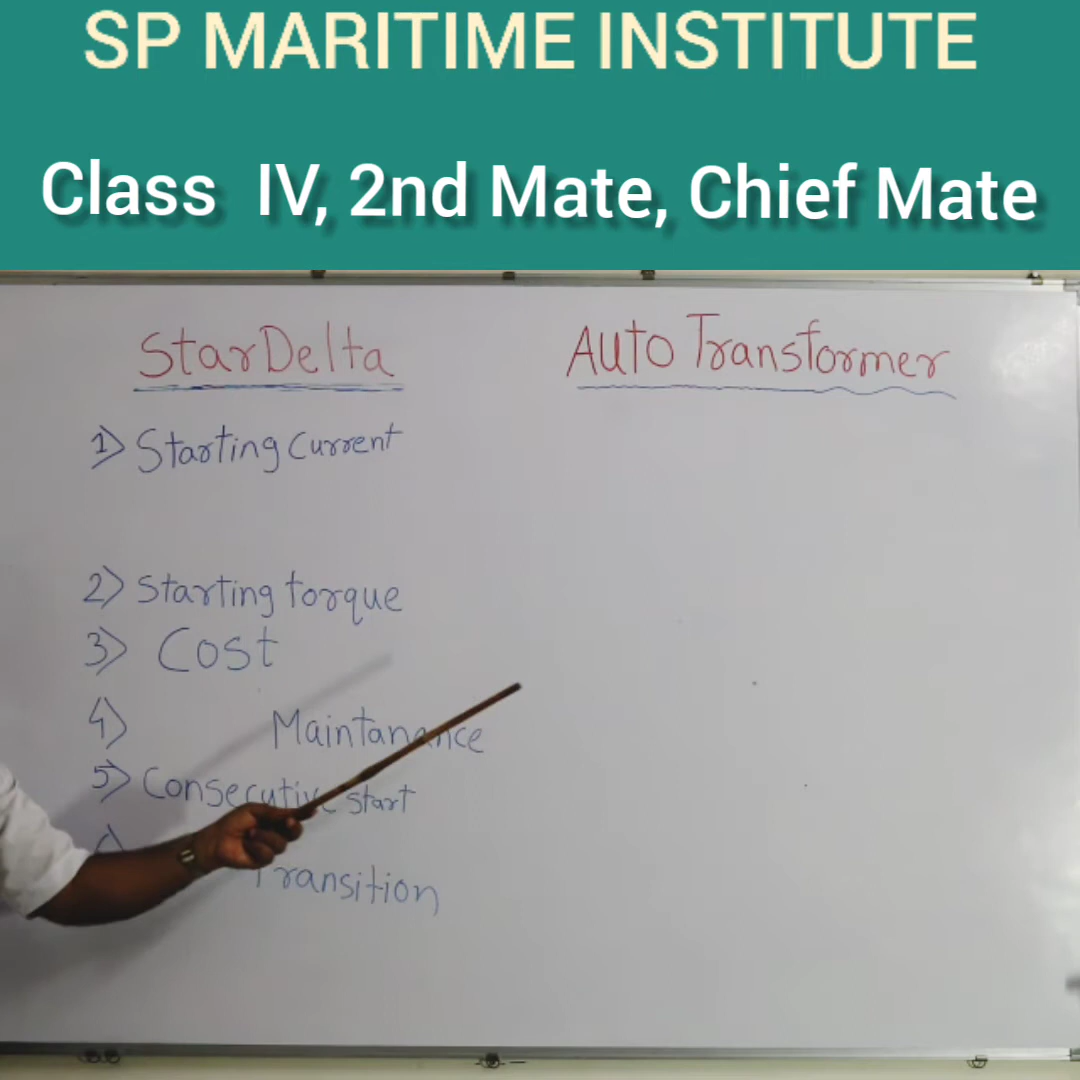 SP MARITIME INSTITUTE
Class IV, 2nd Mate, Chief Mate
StarDelta
Auto Transformer
1) Starting Current
2) Starting torque
3) Cost
4) Maintanance
5) Consecutive start
Transition